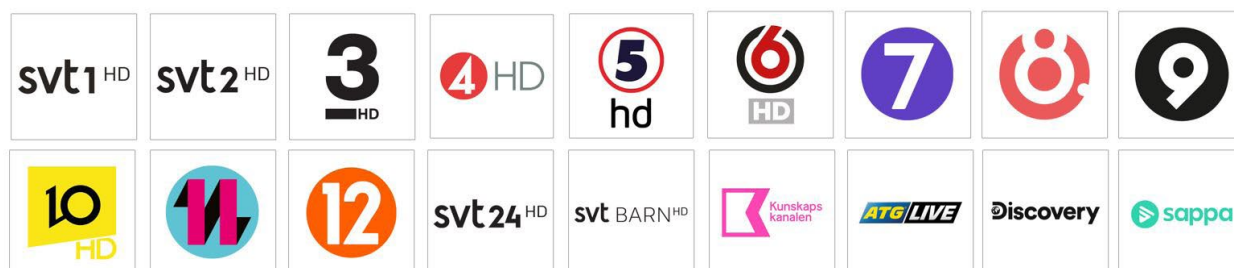 svt1 HD
svt2 HD
3
HD
4 HD
5
hd
6
HD
7
8
9
10
HD
11
12
svt24 HD
svt BARN HD
Kunskaps
kanalen
ATG LIVE
Discovery
sappa